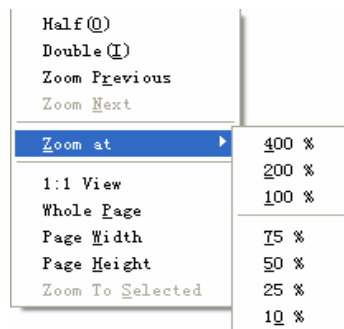 Half(O)
Double(I)
Zoom Previous
Zoom Next
Zoom at
1:1 View
Whole Page
Page Width
Page Height
Zoom To Selected
400 %
200 %
100 %
75 %
50 %
25 %
10 %